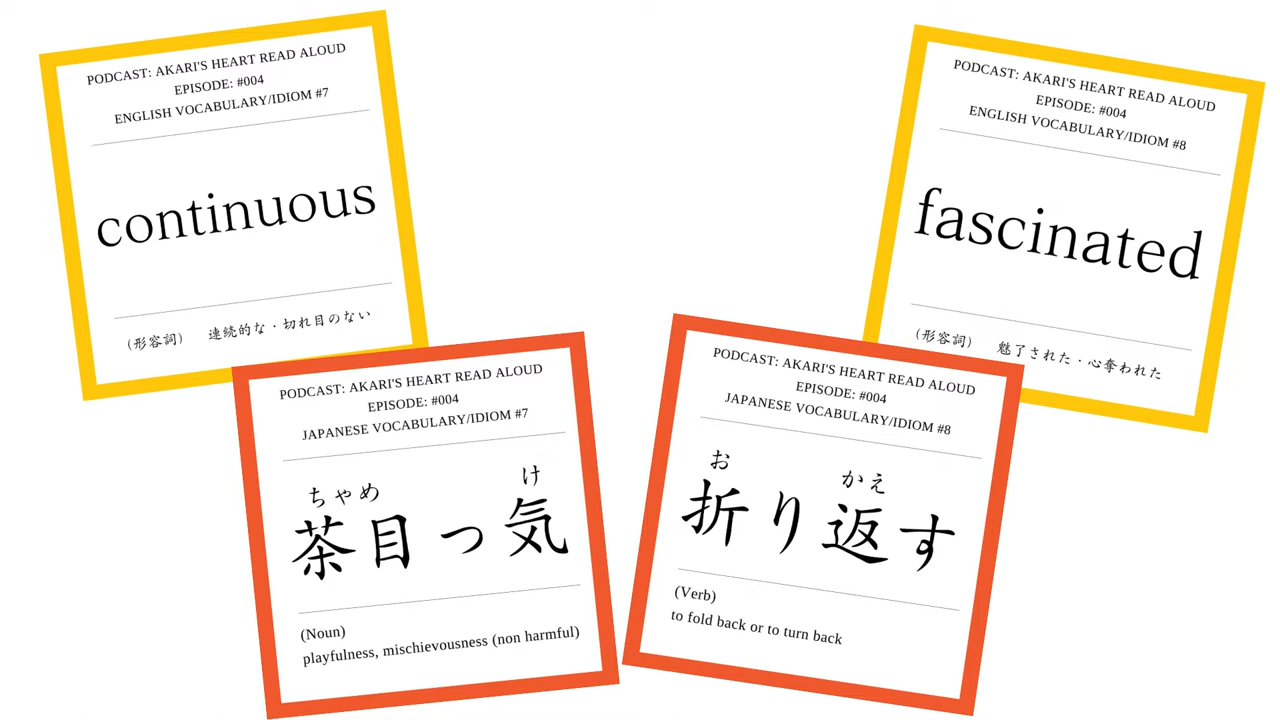 PODCAST: AKARI'S HEART READ ALOUD
EPISODE: #004
ENGLISH VOCABULARY/IDIOM #7
continuous
(形容詞) 連続的な・切れ目のない
PODCAST: AKARI'S HEART READ ALOUD
EPISODE: #004
ENGLISH VOCABULARY/IDIOM #8
fascinated
(形容詞) 魅了された・心奪われた
PODCAST: AKARI'S HEART READ ALOUD
EPISODE: #004
JAPANESE VOCABULARY/IDIOM #7
ちゃめ け
茶目っ気
(Noun)
playfulness, mischievousness (non harmful)
PODCAST: AKARI'S HEART READ ALOUD
EPISODE: #004
JAPANESE VOCABULARY/IDIOM #8
お かえ
折り返す
(Verb)
to fold back or to turn back